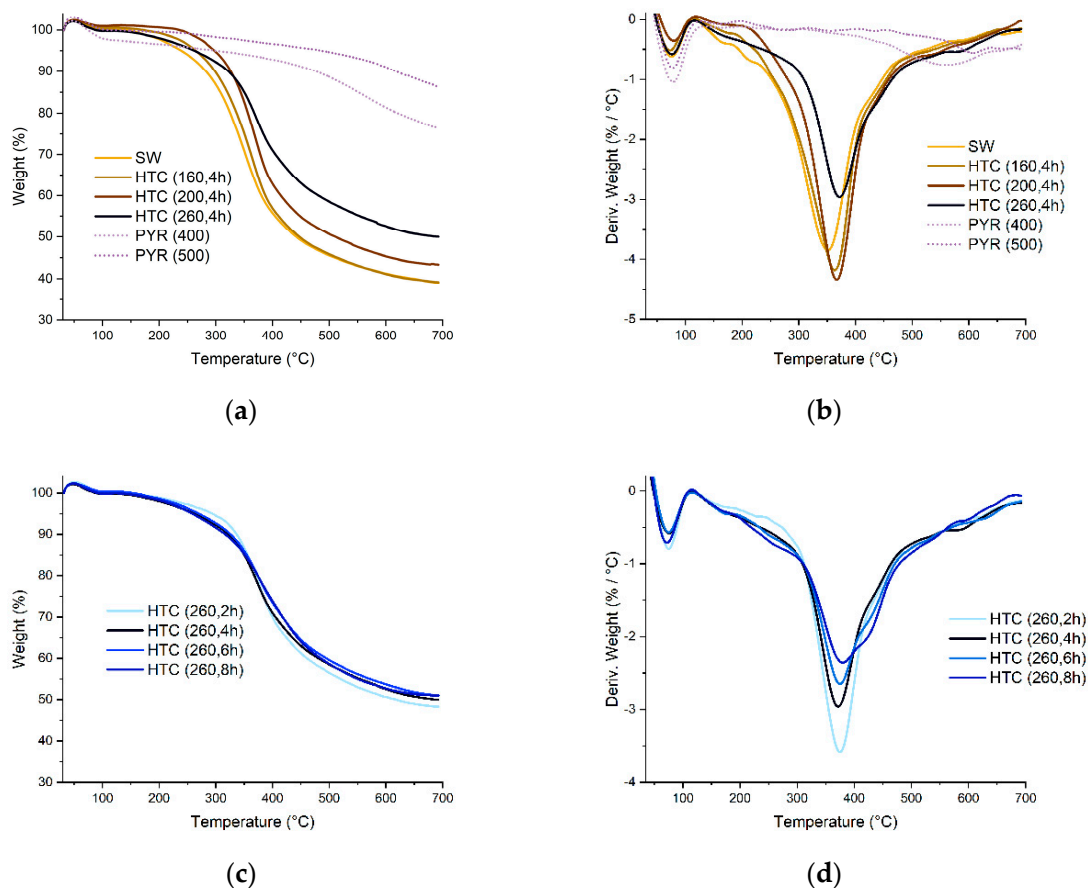 100
90
80
70
60
50
40
30
Weight (%)
SW
HTC (160,4h)
HTC (200,4h)
HTC (260,4h)
PYR (400)
PYR (500)
100 200 300 400 500 600 700
Temperature (°C)
(a)
0
-1
-2
-3
-4
-5
Deriv. Weight (% / °C)
SW
HTC (160,4h)
HTC (200,4h)
HTC (260,4h)
PYR (400)
PYR (500)
100 200 300 400 500 600 700
Temperature (°C)
(b)
100
90
80
70
60
50
40
30
Weight (%)
HTC (260,2h)
HTC (260,4h)
HTC (260,6h)
HTC (260,8h)
100 200 300 400 500 600 700
Temperature (°C)
(c)
0
-1
-2
-3
-4
Deriv. Weight (% / °C)
HTC (260,2h)
HTC (260,4h)
HTC (260,6h)
HTC (260,8h)
100 200 300 400 500 600 700
Temperature (°C)
(d)